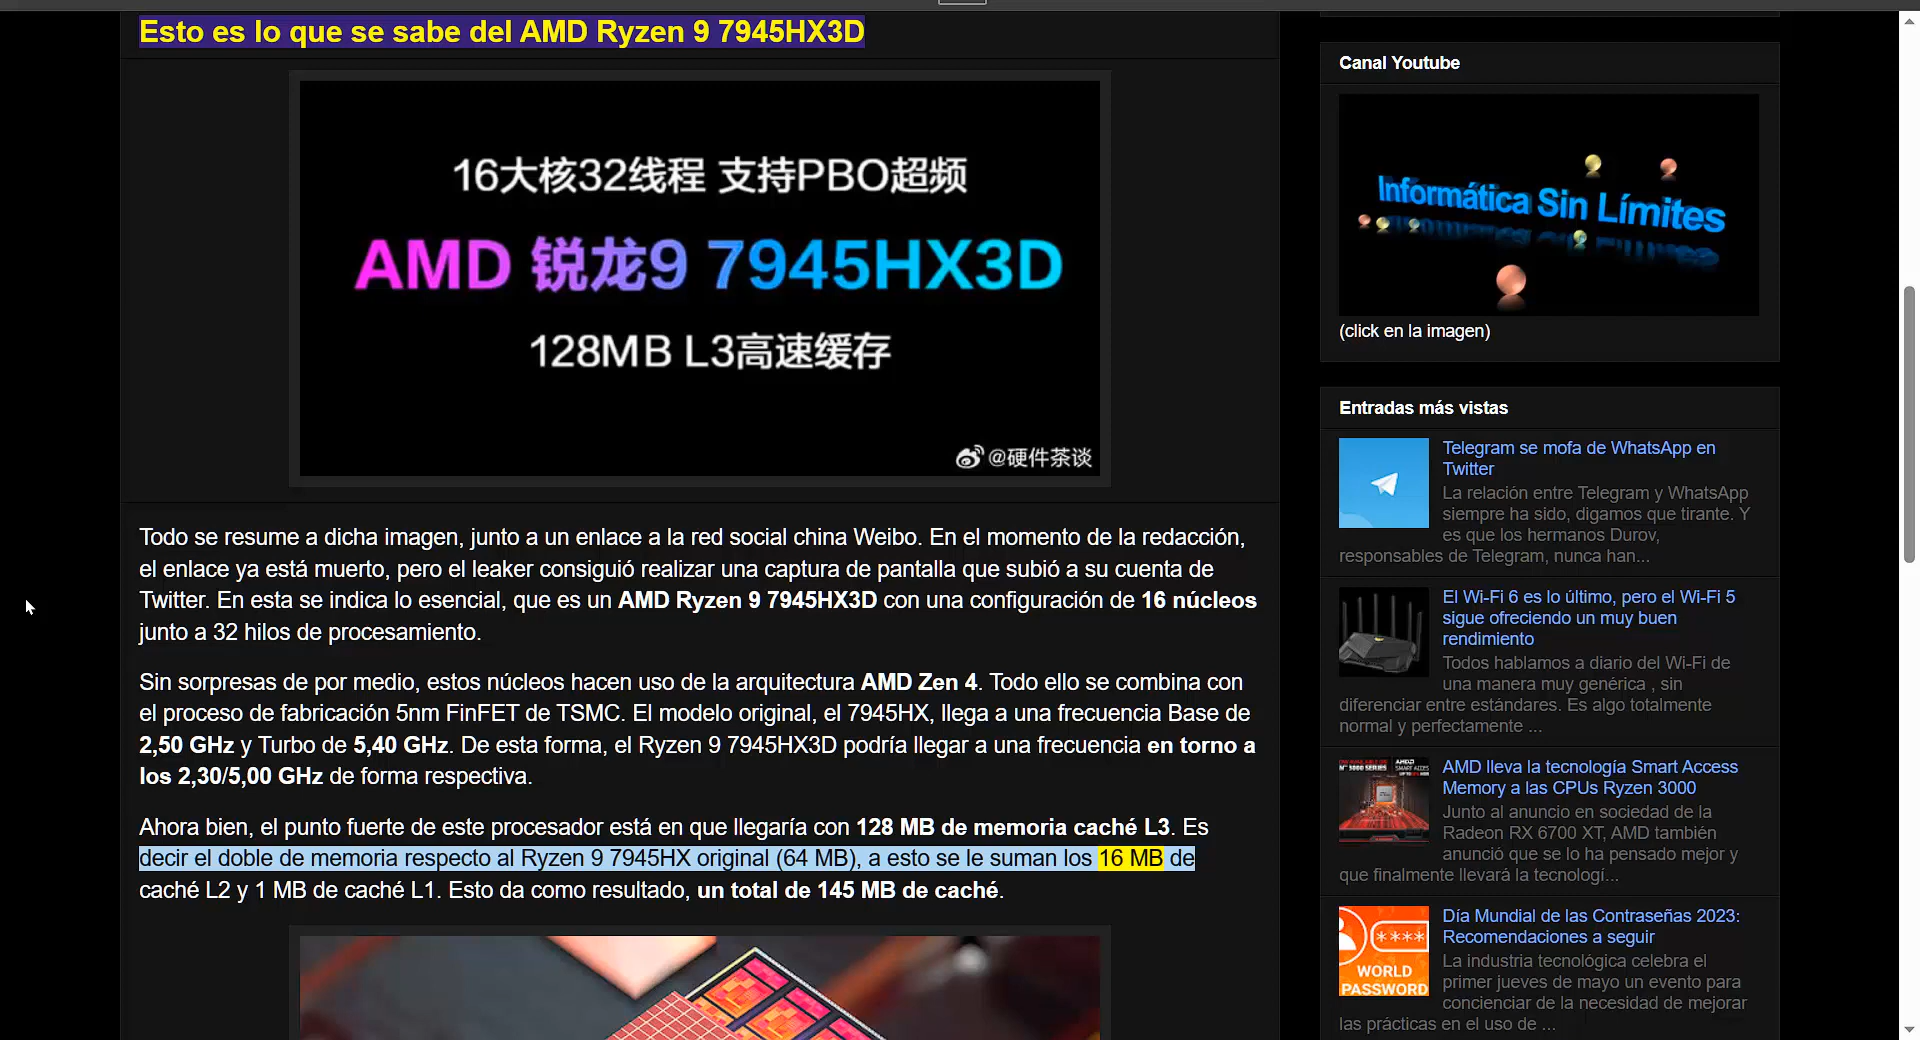 Esto es lo que se sabe del AMD Ryzen 9 7945HX3D
16大核32线程 支持PBO超频
AMD 锐龙9 7945HX3D
128MB L3高速缓存
@硬件茶谈
Todo se resume a dicha imagen, junto a un enlace a la red social china Weibo. En el momento de la redacción,
el enlace ya está muerto, pero el leaker consiguió realizar una captura de pantalla que subió a su cuenta de
Twitter. En esta se indica lo esencial, que es un AMD Ryzen 9 7945HX3D con una configuración de 16 núcleos
junto a 32 hilos de procesamiento.
Sin sorpresas de por medio, estos núcleos hacen uso de la arquitectura AMD Zen 4. Todo ello se combina con
el proceso de fabricación 5nm FinFET de TSMC. El modelo original, el 7945HX, llega a una frecuencia Base de
2,50 GHz y Turbo de 5,40 GHz. De esta forma, el Ryzen 9 7945HX3D podría llegar a una frecuencia en torno a
los 2,30/5,00 GHz de forma respectiva.
Ahora bien, el punto fuerte de este procesador está en que llegaría con 128 MB de memoria caché L3. Es
decir el doble de memoria respecto al Ryzen 9 7945HX original (64 MB), a esto se le suman los 16 MB de
caché L2 y 1 MB de caché L1. Esto da como resultado, un total de 145 MB de caché.
Canal Youtube
Informática Sin Límites
(click en la imagen)
Entradas más vistas
Telegram se mofa de WhatsApp en
Twitter
La relación entre Telegram y WhatsApp
siempre ha sido, digamos que tirante. Y
es que los hermanos Durov,
responsables de Telegram, nunca han...
El Wi-Fi 6 es lo último, pero el Wi-Fi 5
sigue ofreciendo un muy buen
rendimiento
Todos hablamos a diario del Wi-Fi de
una manera muy genérica , sin
diferenciar entre estándares. Es algo totalmente
normal y perfectamente ...
AMD lleva la tecnología Smart Access
Memory a las CPUs Ryzen 3000
Junto al anuncio en sociedad de la
Radeon RX 6700 XT, AMD también
anunció que se lo ha pensado mejor y
que finalmente llevará la tecnologí...
****
WORLD
PASSWORD
Día Mundial de las Contraseñas 2023:
Recomendaciones a seguir
La industria tecnológica celebra el
primer jueves de mayo un evento para
concienciar de la necesidad de mejorar
las prácticas en el uso de ...